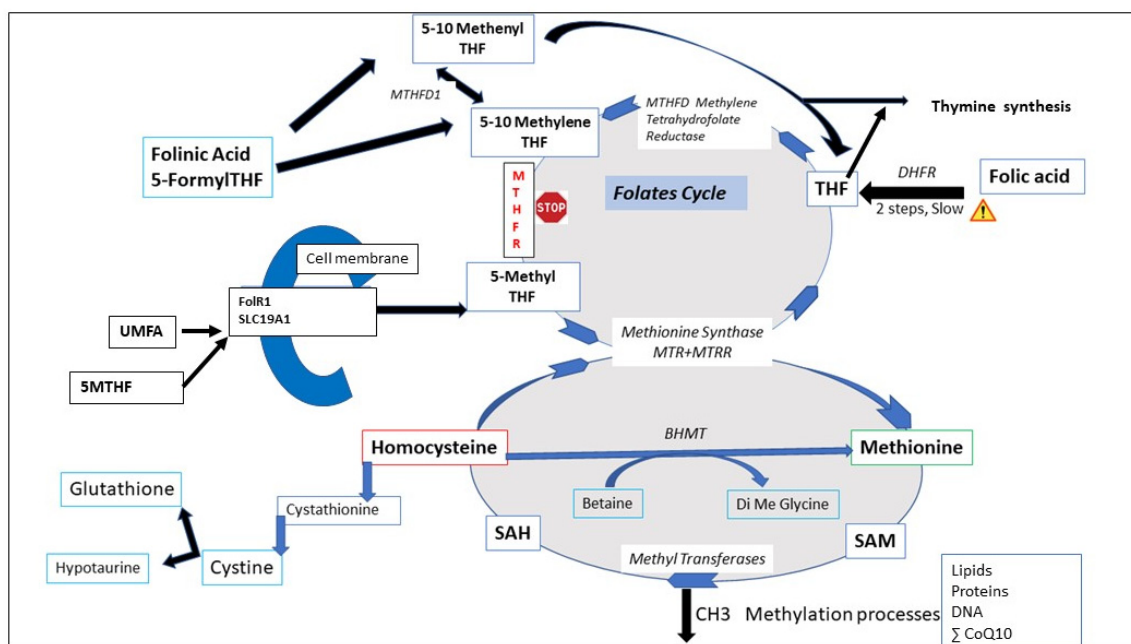 5-10 Methenyl
THF
MTHFD1
5-10 Methylene
THF
MTHFD Methylene
Tetrahydrofolate
Reductase
Thymine synthesis
Folinic Acid
5-FormylTHF
M
T
H
F
R
STOP
Folates Cycle
THF
DHFR
2 steps, Slow
Folic acid
Cell membrane
5-Methyl
THF
FolR1
SLC19A1
UMFA
5MTHF
Methionine Synthase
MTR+MTRR
Homocysteine
BHMT
Methionine
Betaine
Di Me Glycine
Glutathione
Cystathionine
Hypotaurine
Cystine
SAH
SAM
Methyl Transferases
CH3 Methylation processes
Lipids
Proteins
DNA
∑ CoQ10